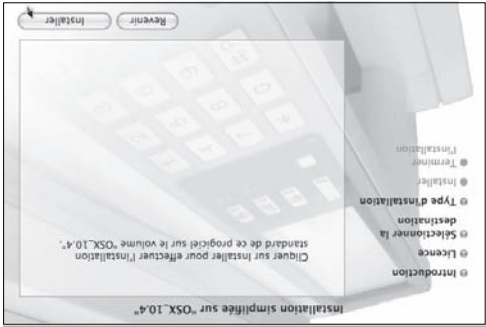 Installation simplifiée sur "OSX_10.4".
Introduction
Licence
Sélectionner la
destination
Type d'installation
Installer
Terminer
l'installation
Cliquer sur Installer pour effectuer l'installation
standard de ce progiciel sur le volume "OSX_10.4".
Revenir
Installer